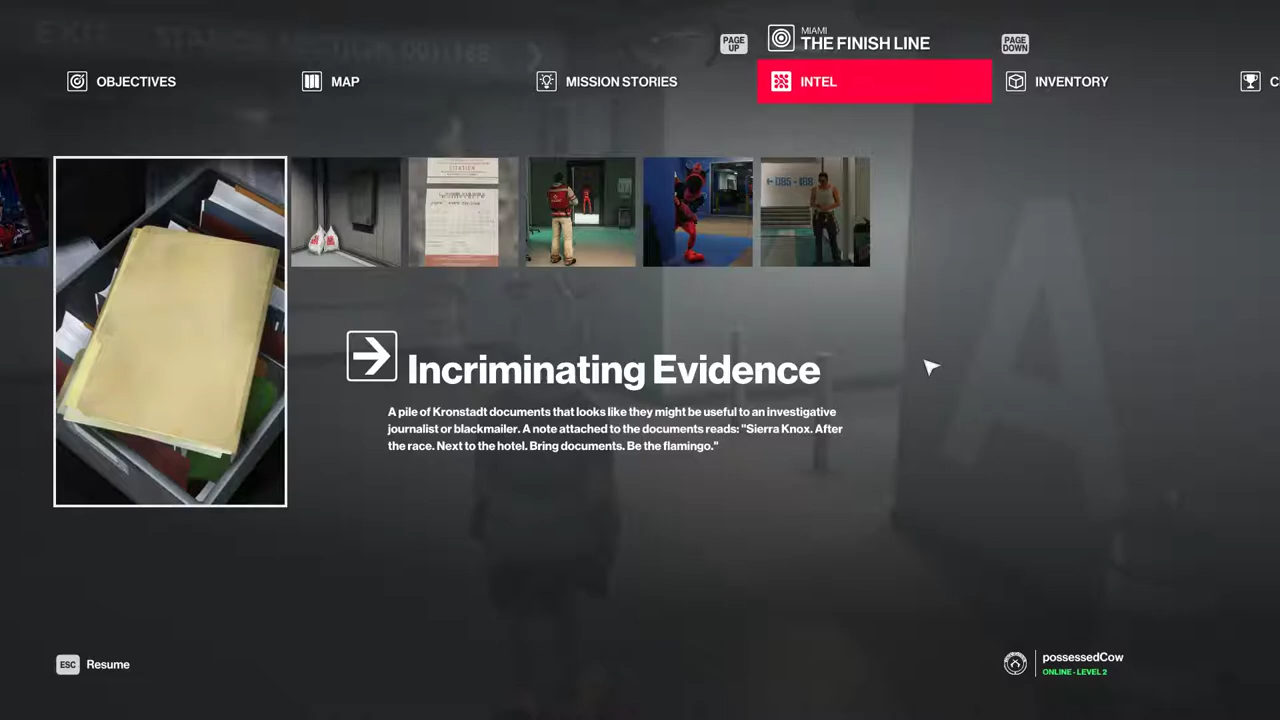 MIAMI
PAGE UP
THE FINISH LINE
PAGE DOWN
OBJECTIVES
MAP
MISSION STORIES
INTEL
INVENTORY
C
CITATION
← 085 - 168
Incriminating Evidence
A pile of Kronstadt documents that looks like they might be useful to an investigative
journalist or blackmailer. A note attached to the documents reads: "Sierra Knox. After
the race. Next to the hotel. Bring documents. Be the flamingo."
A
ESC Resume
possessedCow
ONLINE - LEVEL 2